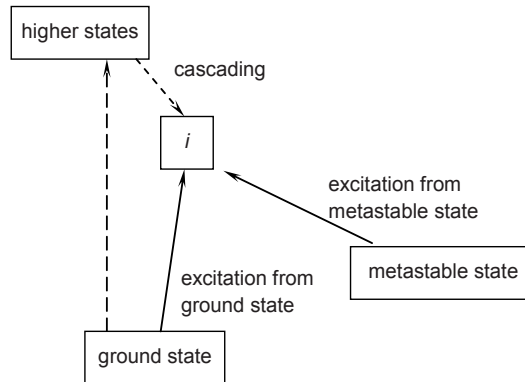 higher states
cascading
i
excitation from
metastable state
metastable state
excitation from
ground state
ground state